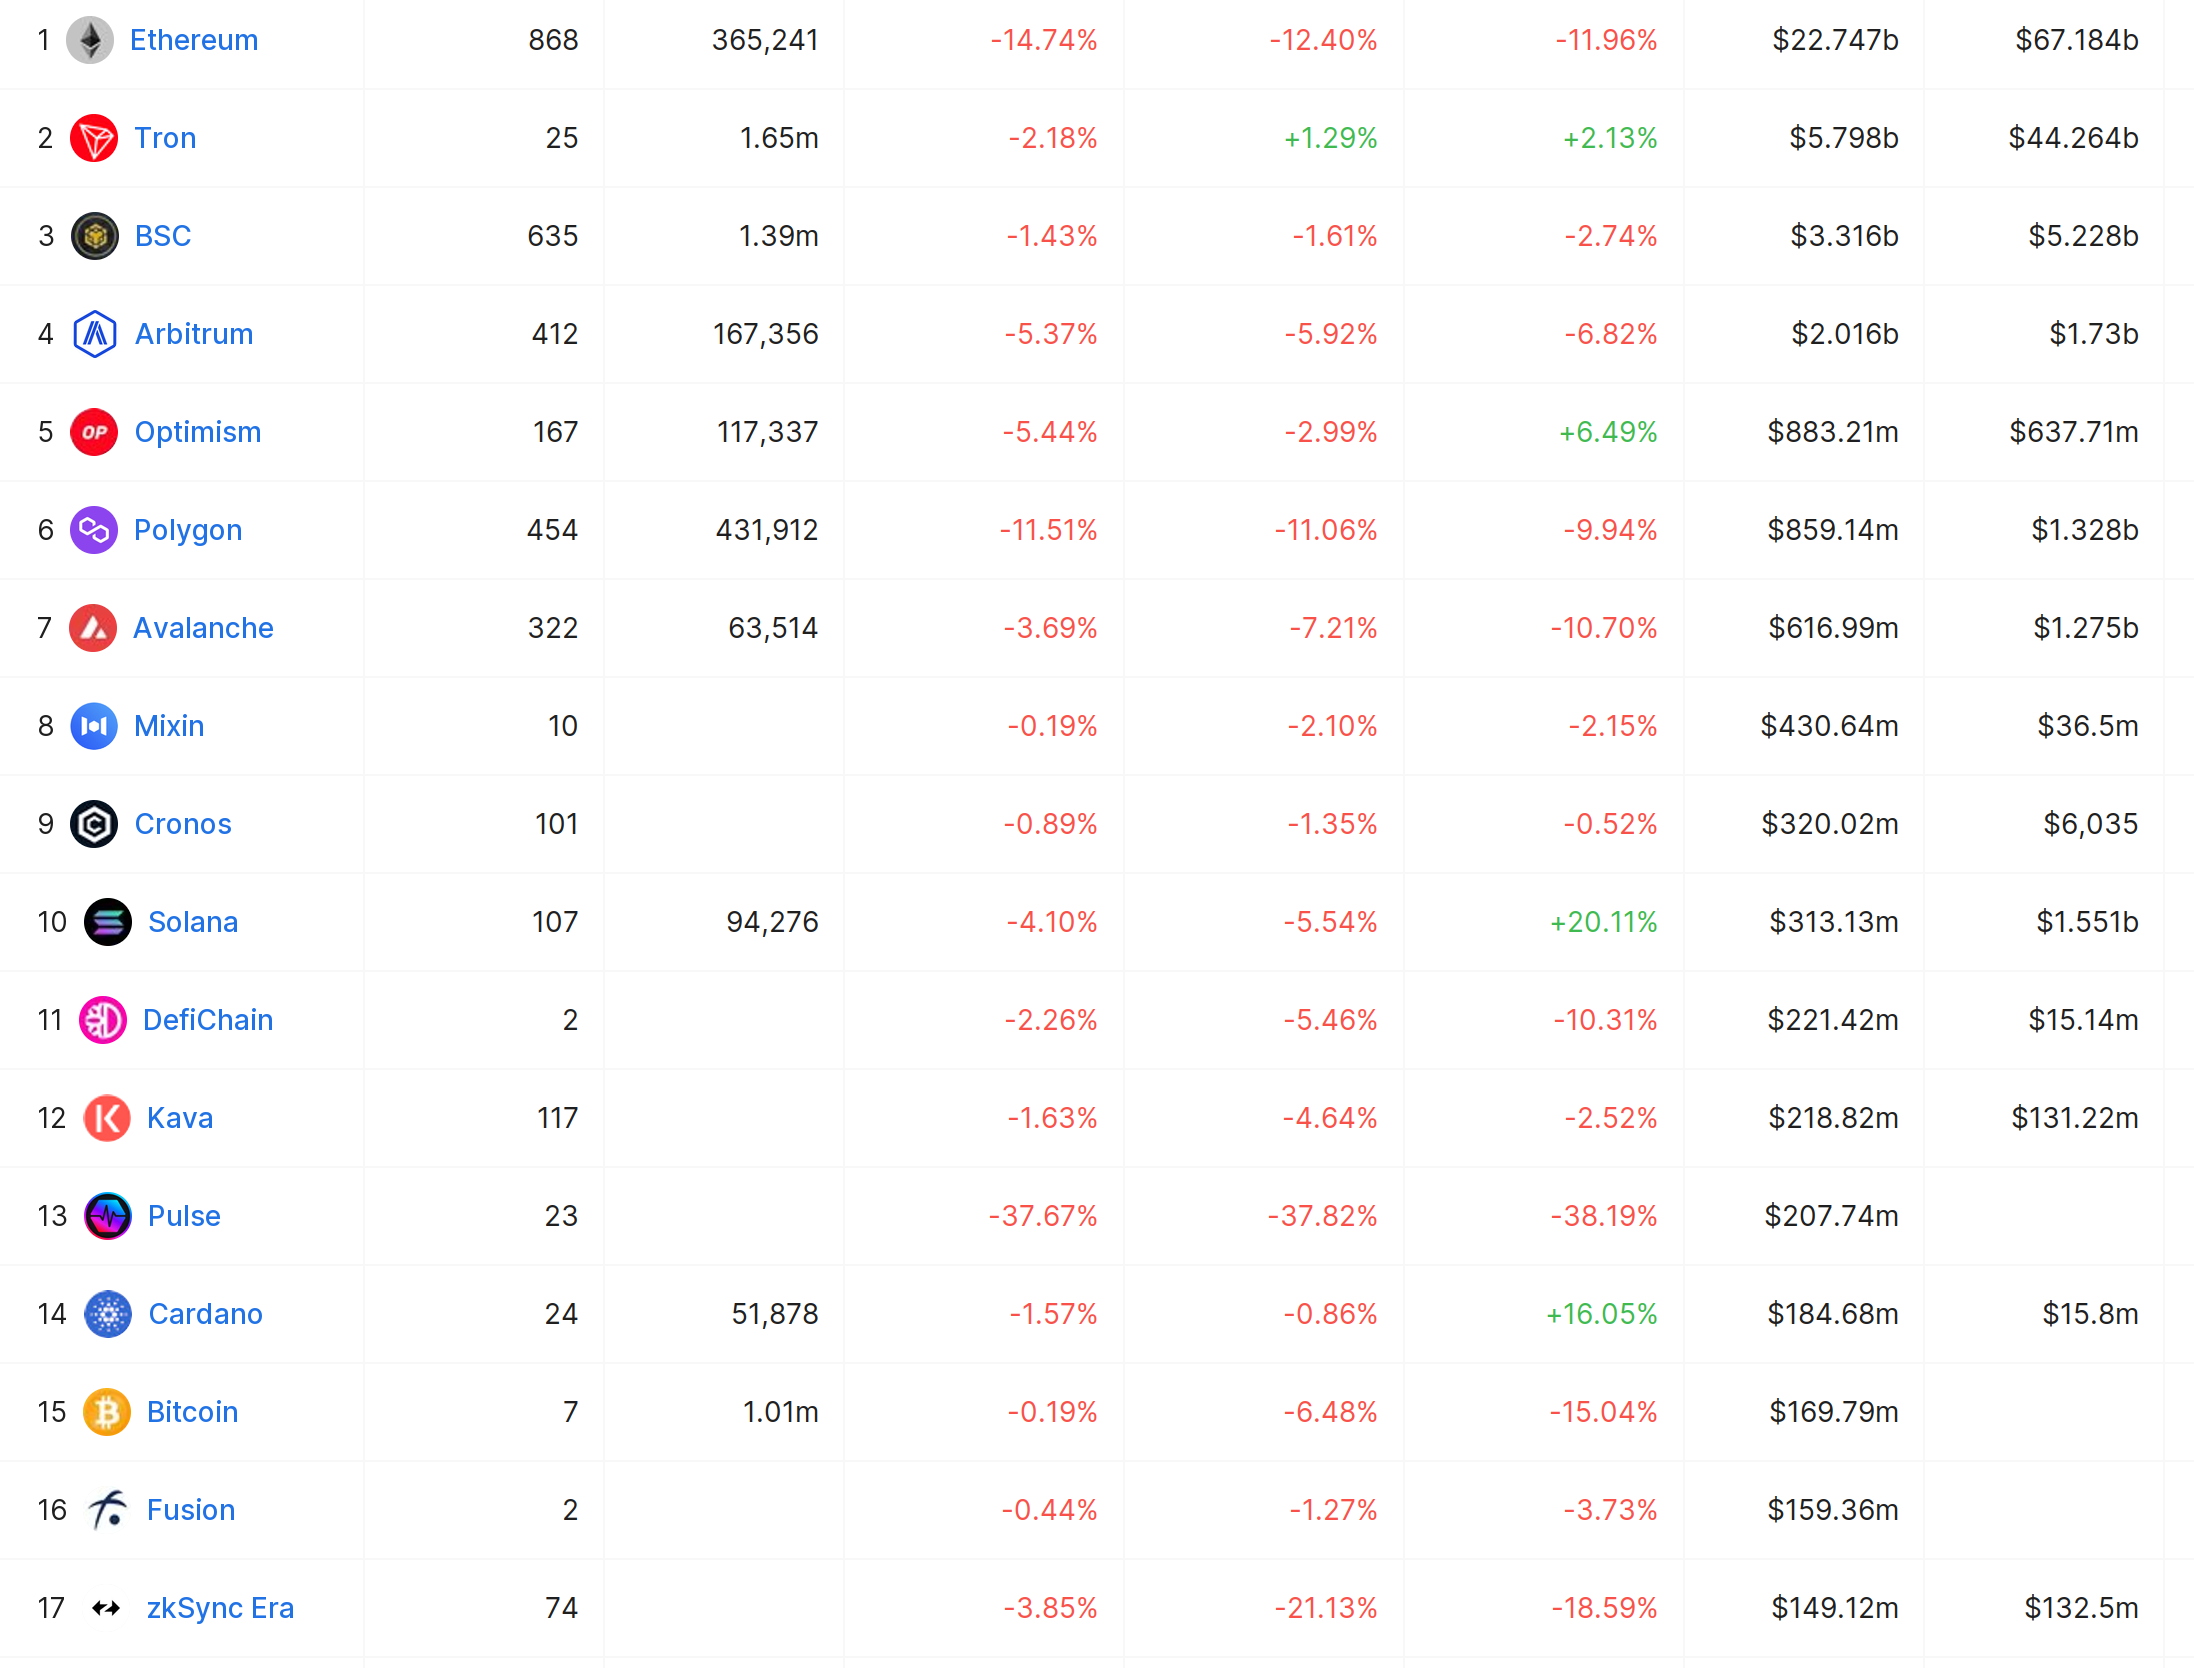 1 Ethereum 868 365,241 -14.74% -12.40% -11.96% $22.747b $67.184b
2 Tron 25 1.65m -2.18% +1.29% +2.13% $5.798b $44.264b
3 BSC 635 1.39m -1.43% -1.61% -2.74% $3.316b $5.228b
4 Arbitrum 412 167,356 -5.37% -5.92% -6.82% $2.016b $1.73b
5 OP Optimism 167 117,337 -5.44% -2.99% +6.49% $883.21m $637.71m
6 Polygon 454 431,912 -11.51% -11.06% -9.94% $859.14m $1.328b
7 Avalanche 322 63,514 -3.69% -7.21% -10.70% $616.99m $1.275b
8 Mixin 10 -0.19% -2.10% -2.15% $430.64m $36.5m
9 Cronos 101 -0.89% -1.35% -0.52% $320.02m $6,035
10 Solana 107 94,276 -4.10% -5.54% +20.11% $313.13m $1.551b
11 DefiChain 2 -2.26% -5.46% -10.31% $221.42m $15.14m
12 Kava 117 -1.63% -4.64% -2.52% $218.82m $131.22m
13 Pulse 23 -37.67% -37.82% -38.19% $207.74m
14 Cardano 24 51,878 -1.57% -0.86% +16.05% $184.68m $15.8m
15 Bitcoin 7 1.01m -0.19% -6.48% -15.04% $169.79m
16 Fusion 2 -0.44% -1.27% -3.73% $159.36m
17 zkSync Era 74 -3.85% -21.13% -18.59% $149.12m $132.5m